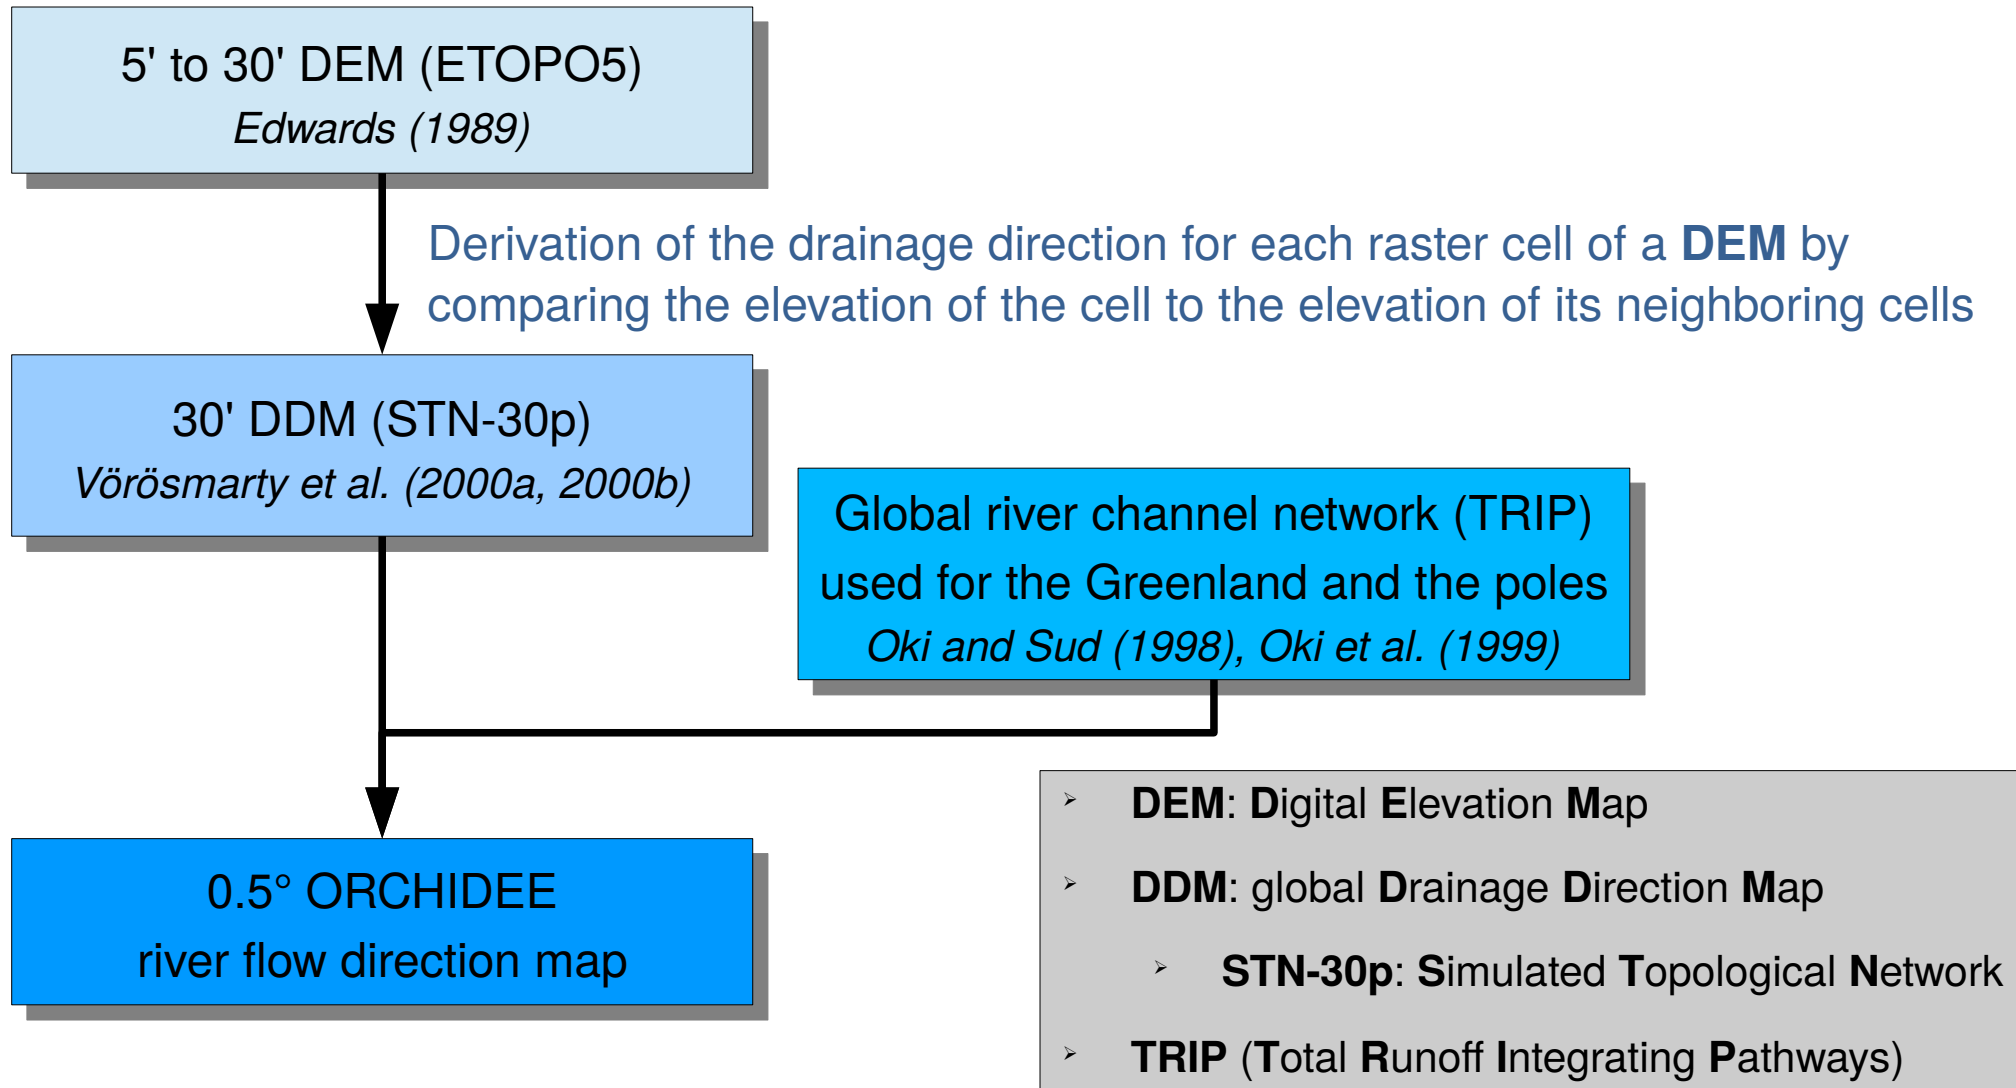 5' to 30' DEM (ETOPO5)
Edwards (1989)
Derivation of the drainage direction for each raster cell of a DEM by
comparing the elevation of the cell to the elevation of its neighboring cells
30' DDM (STN-30p)
Vörösmarty et al. (2000a, 2000b)
Global river channel network (TRIP)
used for the Greenland and the poles
Oki and Sud (1998), Oki et al. (1999)
0.5° ORCHIDEE
river flow direction map
➢ DEM: Digital Elevation Map
➢ DDM: global Drainage Direction Map
➢ STN-30p: Simulated Topological Network
➢ TRIP (Total Runoff Integrating Pathways)